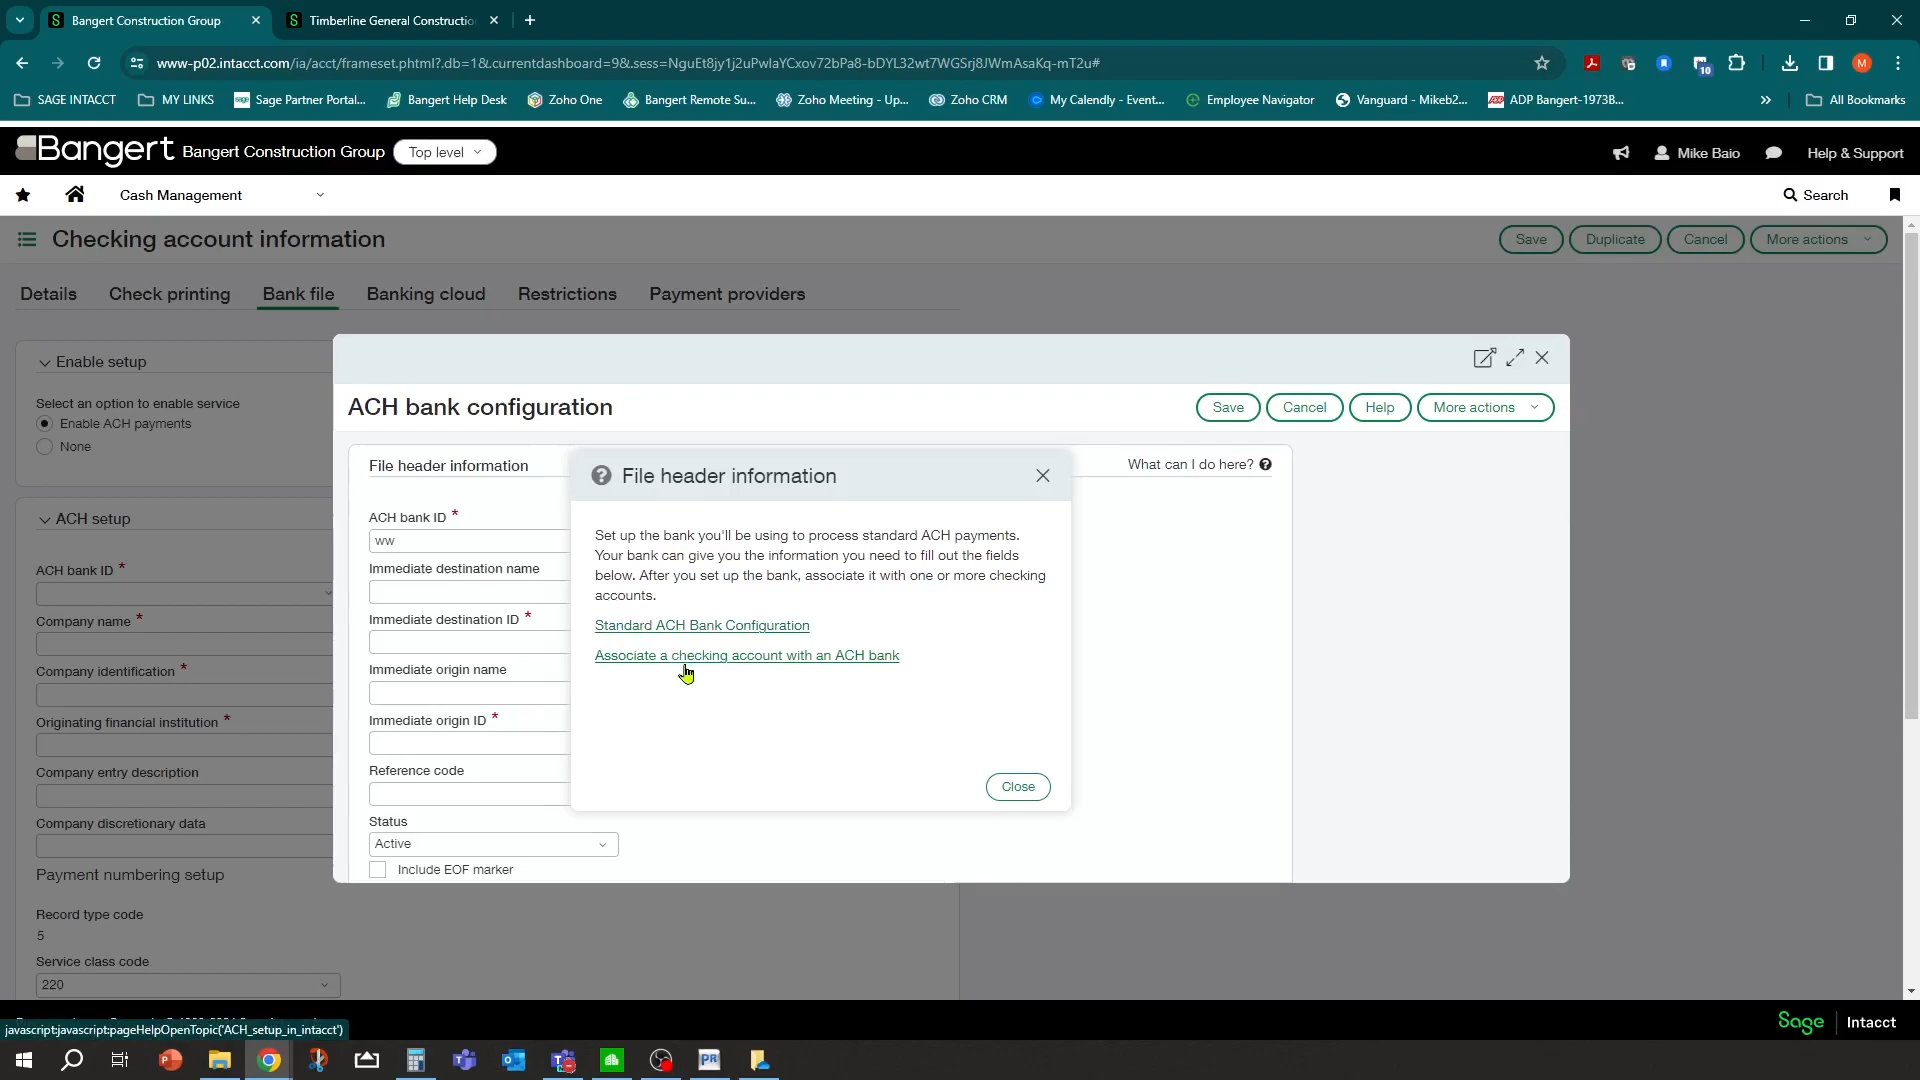 Bangert Construction Group
Timberline General Constructio
www-p02.intacct.com/ia/acct/frameset.phtml?.db=1&.currentdashboard=9&.sess=NguEt8jy1j2uPwlaYCxov72bPa8-bDYL32wt7WGSrj8JWmAsaKq-mT2u#
10
M
SAGE INTACCT
MY LINKS
Sage Partner Portal...
Bangert Help Desk
Zoho One
Bangert Remote Su...
Zoho Meeting - Up...
Zoho CRM
My Calendly - Event...
Employee Navigator
Vanguard - Mikeb2...
ADP Bangert-1973B...
All Bookmarks
Bangert Bangert Construction Group Top level
Mike Baio
Help & Support
Cash Management
Search
Checking account information
Save
Duplicate
Cancel
More actions
Details
Check printing
Bank file
Banking cloud
Restrictions
Payment providers
Enable setup
Select an option to enable service
Enable ACH payments
None
ACH setup
ACH bank ID *
Company name *
Company identification *
Originating financial institution *
Company entry description
Company discretionary data
Payment numbering setup
Record type code
5
Service class code
220
ACH bank configuration
Save
Cancel
Help
More actions
File header information
What can I do here?
ACH bank ID *
ww
Immediate destination name
Immediate destination ID *
Immediate origin name
Immediate origin ID *
Reference code
Status
Active
Include EOF marker
File header information
Set up the bank you'll be using to process standard ACH payments.
Your bank can give you the information you need to fill out the fields
below. After you set up the bank, associate it with one or more checking
accounts.
Standard ACH Bank Configuration
Associate a checking account with an ACH bank
Close
javascript:javascript:pageHelpOpenTopic('ACH_setup_in_intacct')
Sage Intacct